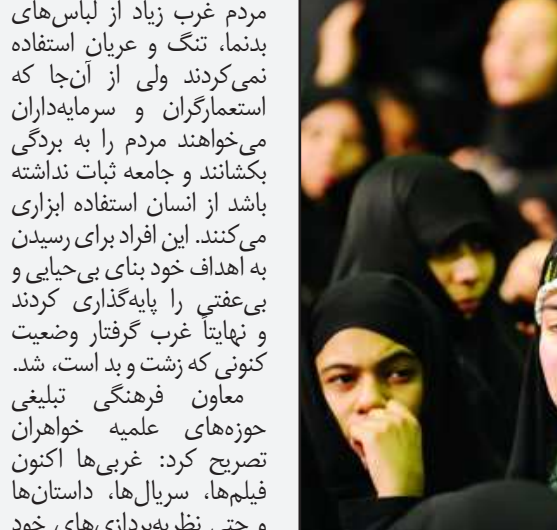 مردم غرب زیاد از لباس‌های
بدنما، تنگ و عریان استفاده
نمی‌کردند ولی از آن‌جا که
استعمارگران و سرمایه‌داران
می‌خواهند مردم را به بردگی
بکشانند و جامعه ثبات نداشته
باشد از انسان استفاده ابزاری
می‌کنند. این افراد برای رسیدن
به اهداف خود بنای بی‌حیایی و
بی‌عفتی را پایه‌گذاری کردند
و نهایتاً غرب گرفتار وضعیت
کنونی که زشت و بد است، شد.
معاون فرهنگی تبلیغی
حوزه‌های علمیه خواهران
تصریح کرد: غربی‌ها اکنون
فیلم‌ها، سریال‌ها، داستان‌ها
و حتی نظریه‌پردازی‌های خود